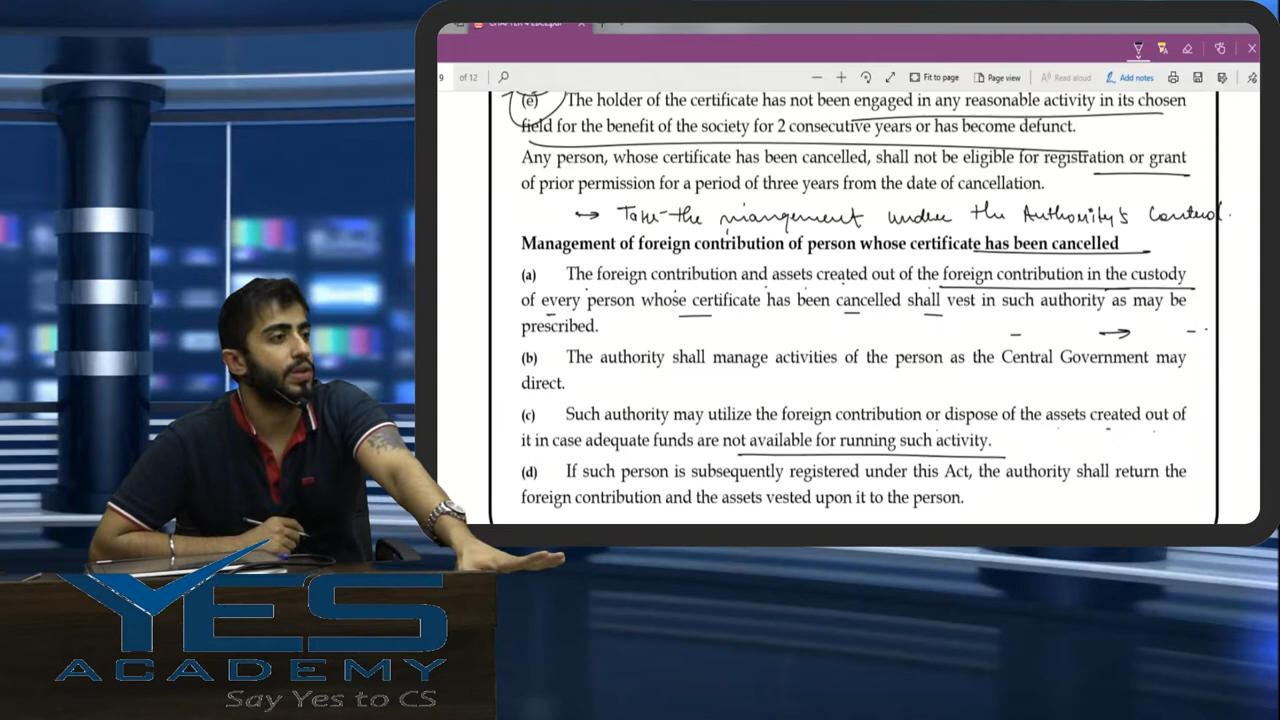 CHAPTER 4
9 of 12
Fit to page
Page view
Read aloud
Add notes
(e) The holder of the certificate has not been engaged in any reasonable activity in its chosen
field for the benefit of the society for 2 consecutive years or has become defunct.
Any person, whose certificate has been cancelled, shall not be eligible for registration or grant
of prior permission for a period of three years from the date of cancellation.
→ Take the mangement under the Authority's Control.
Management of foreign contribution of person whose certificate has been cancelled
(a) The foreign contribution and assets created out of the foreign contribution in the custody
of every person whose certificate has been cancelled shall vest in such authority as may be
prescribed.
(b) The authority shall manage activities of the person as the Central Government may
direct.
(c) Such authority may utilize the foreign contribution or dispose of the assets created out of
it in case adequate funds are not available for running such activity.
(d) If such person is subsequently registered under this Act, the authority shall return the
foreign contribution and the assets vested upon it to the person.
YES
ACADEMY
Say Yes to CS